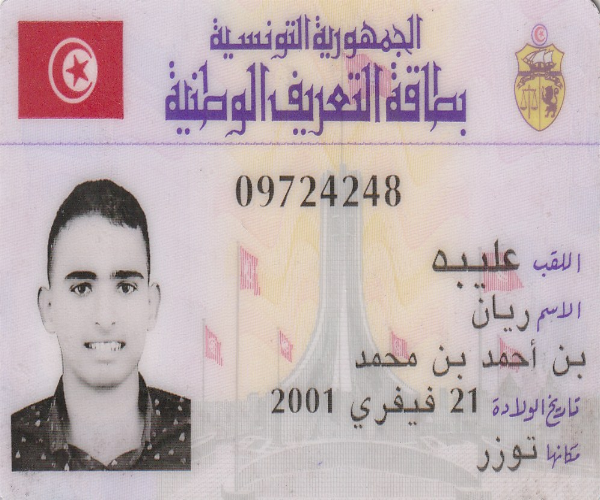 الجمهورية التونسية
بطاقة التعريف الوطنية
09724248
اللقب عليبه
الاسم ريان
بن أحمد بن محمد
تاريخ الولادة 21 فيفري 2001
مكانها توزر